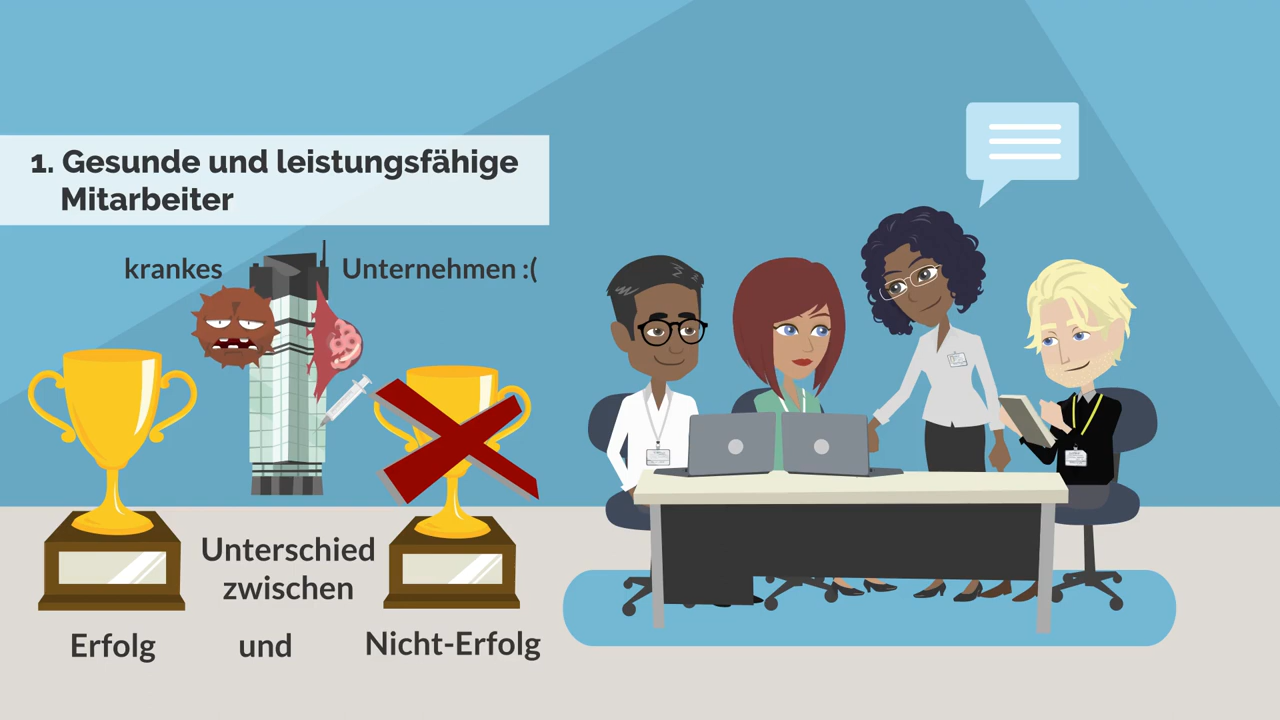 1. Gesunde und leistungsfähige
Mitarbeiter
krankes Unternehmen :(
Unterschied
zwischen
Erfolg und Nicht-Erfolg